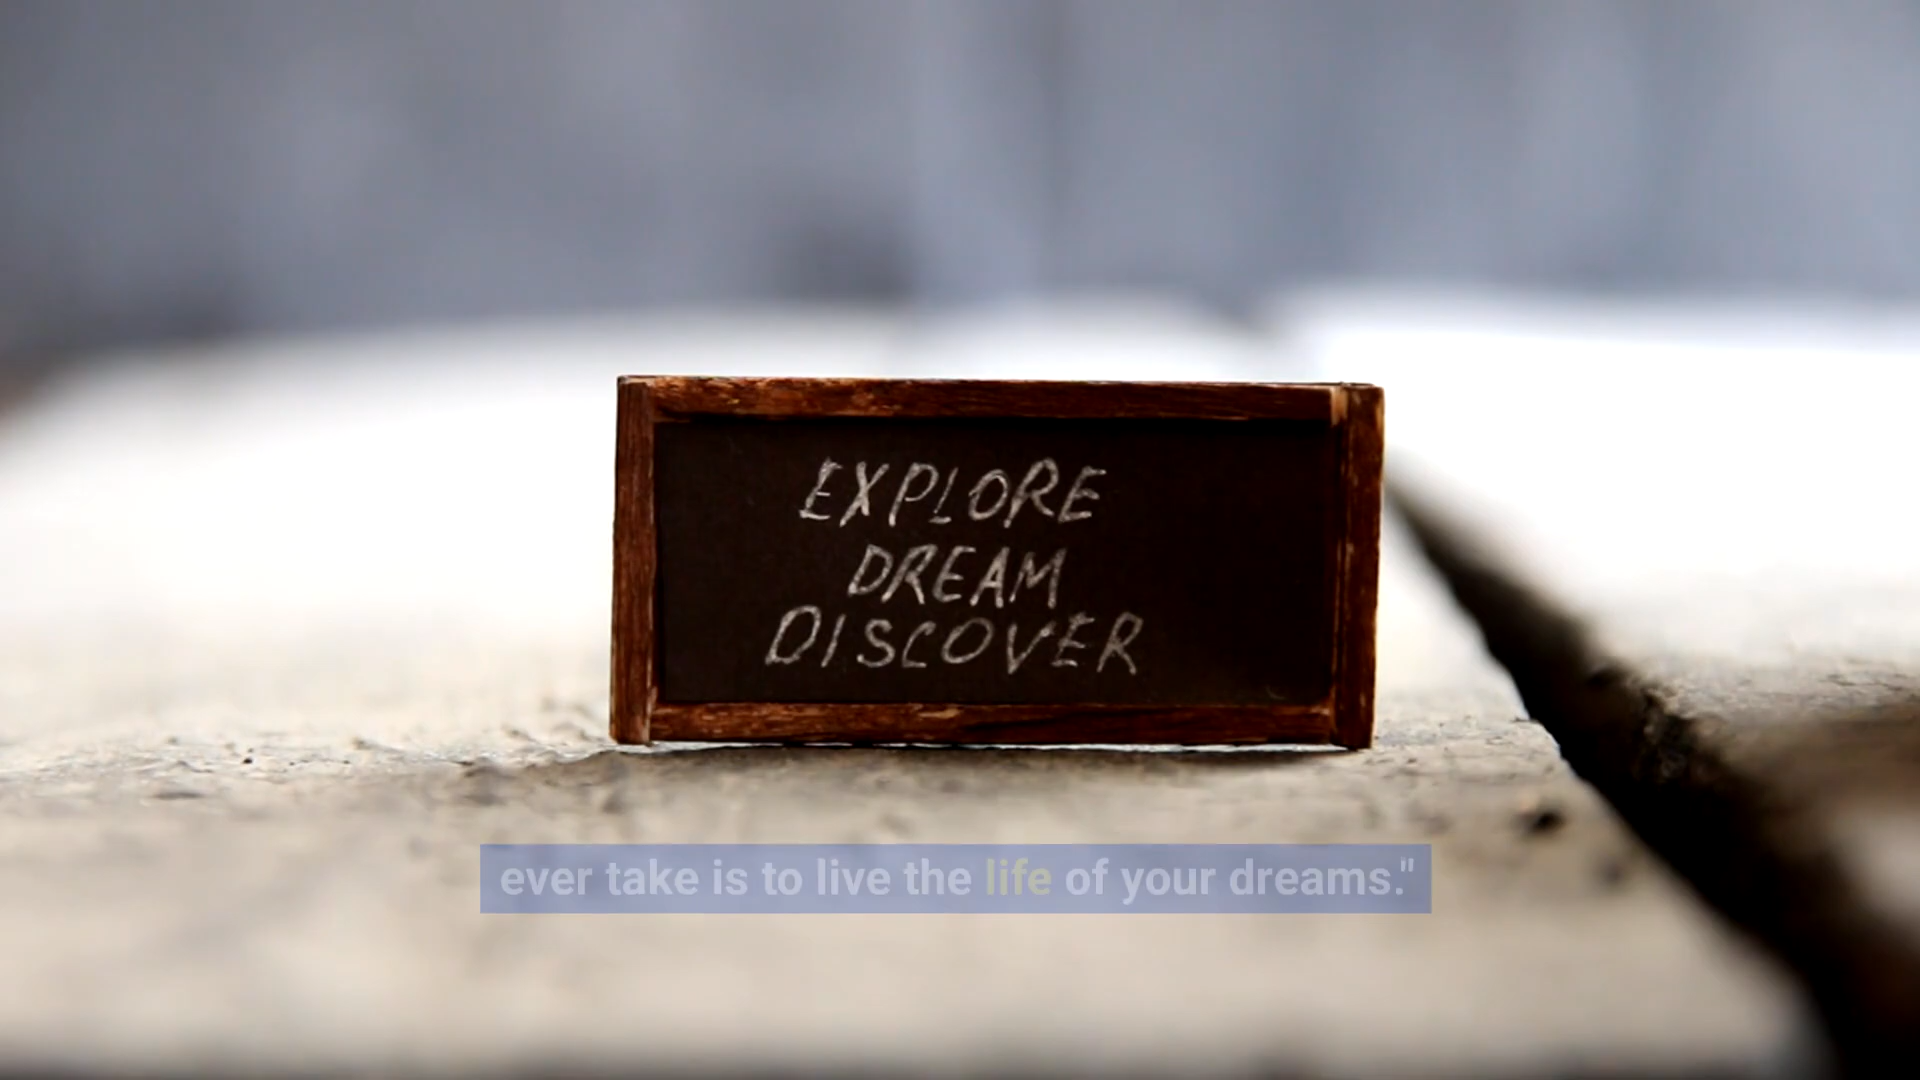 EXPLORE
DREAM
DISCOVER
ever take is to live the life of your dreams."